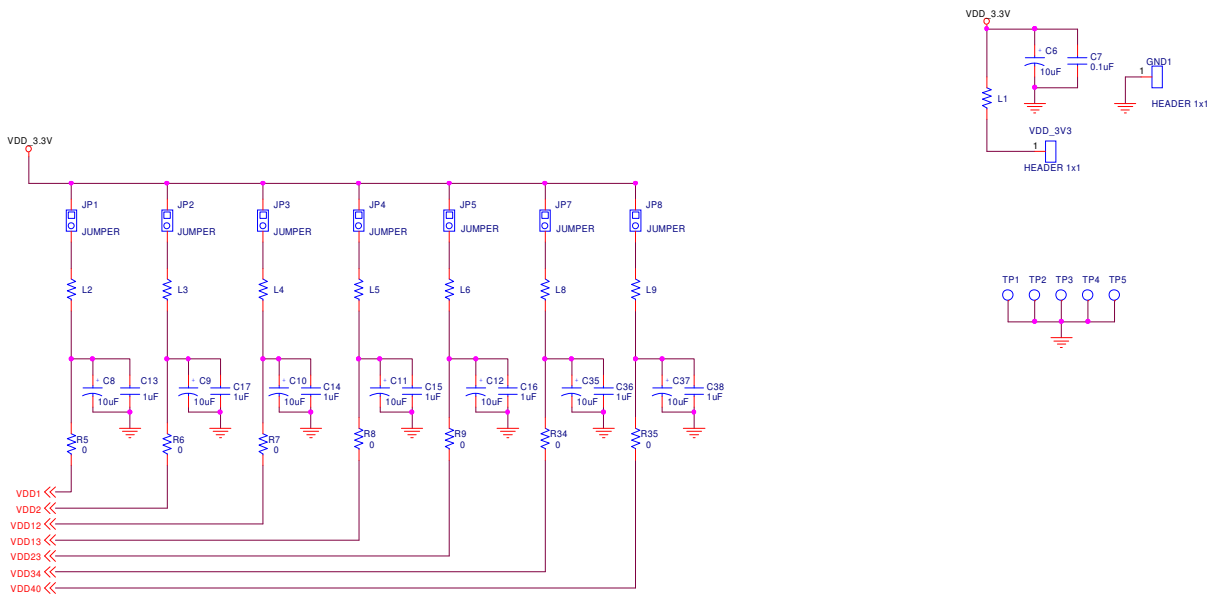 VDD_3.3V
C6
10uF
C7
0.1uF
GND1
1
HEADER 1x1
L1
VDD_3V3
1
HEADER 1x1
VDD_3.3V
JP1
JUMPER
JP2
JUMPER
JP3
JUMPER
JP4
JUMPER
JP5
JUMPER
JP7
JUMPER
JP8
JUMPER
L2
L3
L4
L5
L6
L8
L9
TP1 TP2 TP3 TP4 TP5
C8
10uF
C13
1uF
C9
10uF
C17
1uF
C10
10uF
C14
1uF
C11
10uF
C15
1uF
C12
10uF
C16
1uF
C35
10uF
C36
1uF
C37
10uF
C38
1uF
R5
0
R6
0
R7
0
R8
0
R9
0
R34
0
R35
0
VDD1
VDD2
VDD12
VDD13
VDD23
VDD34
VDD40